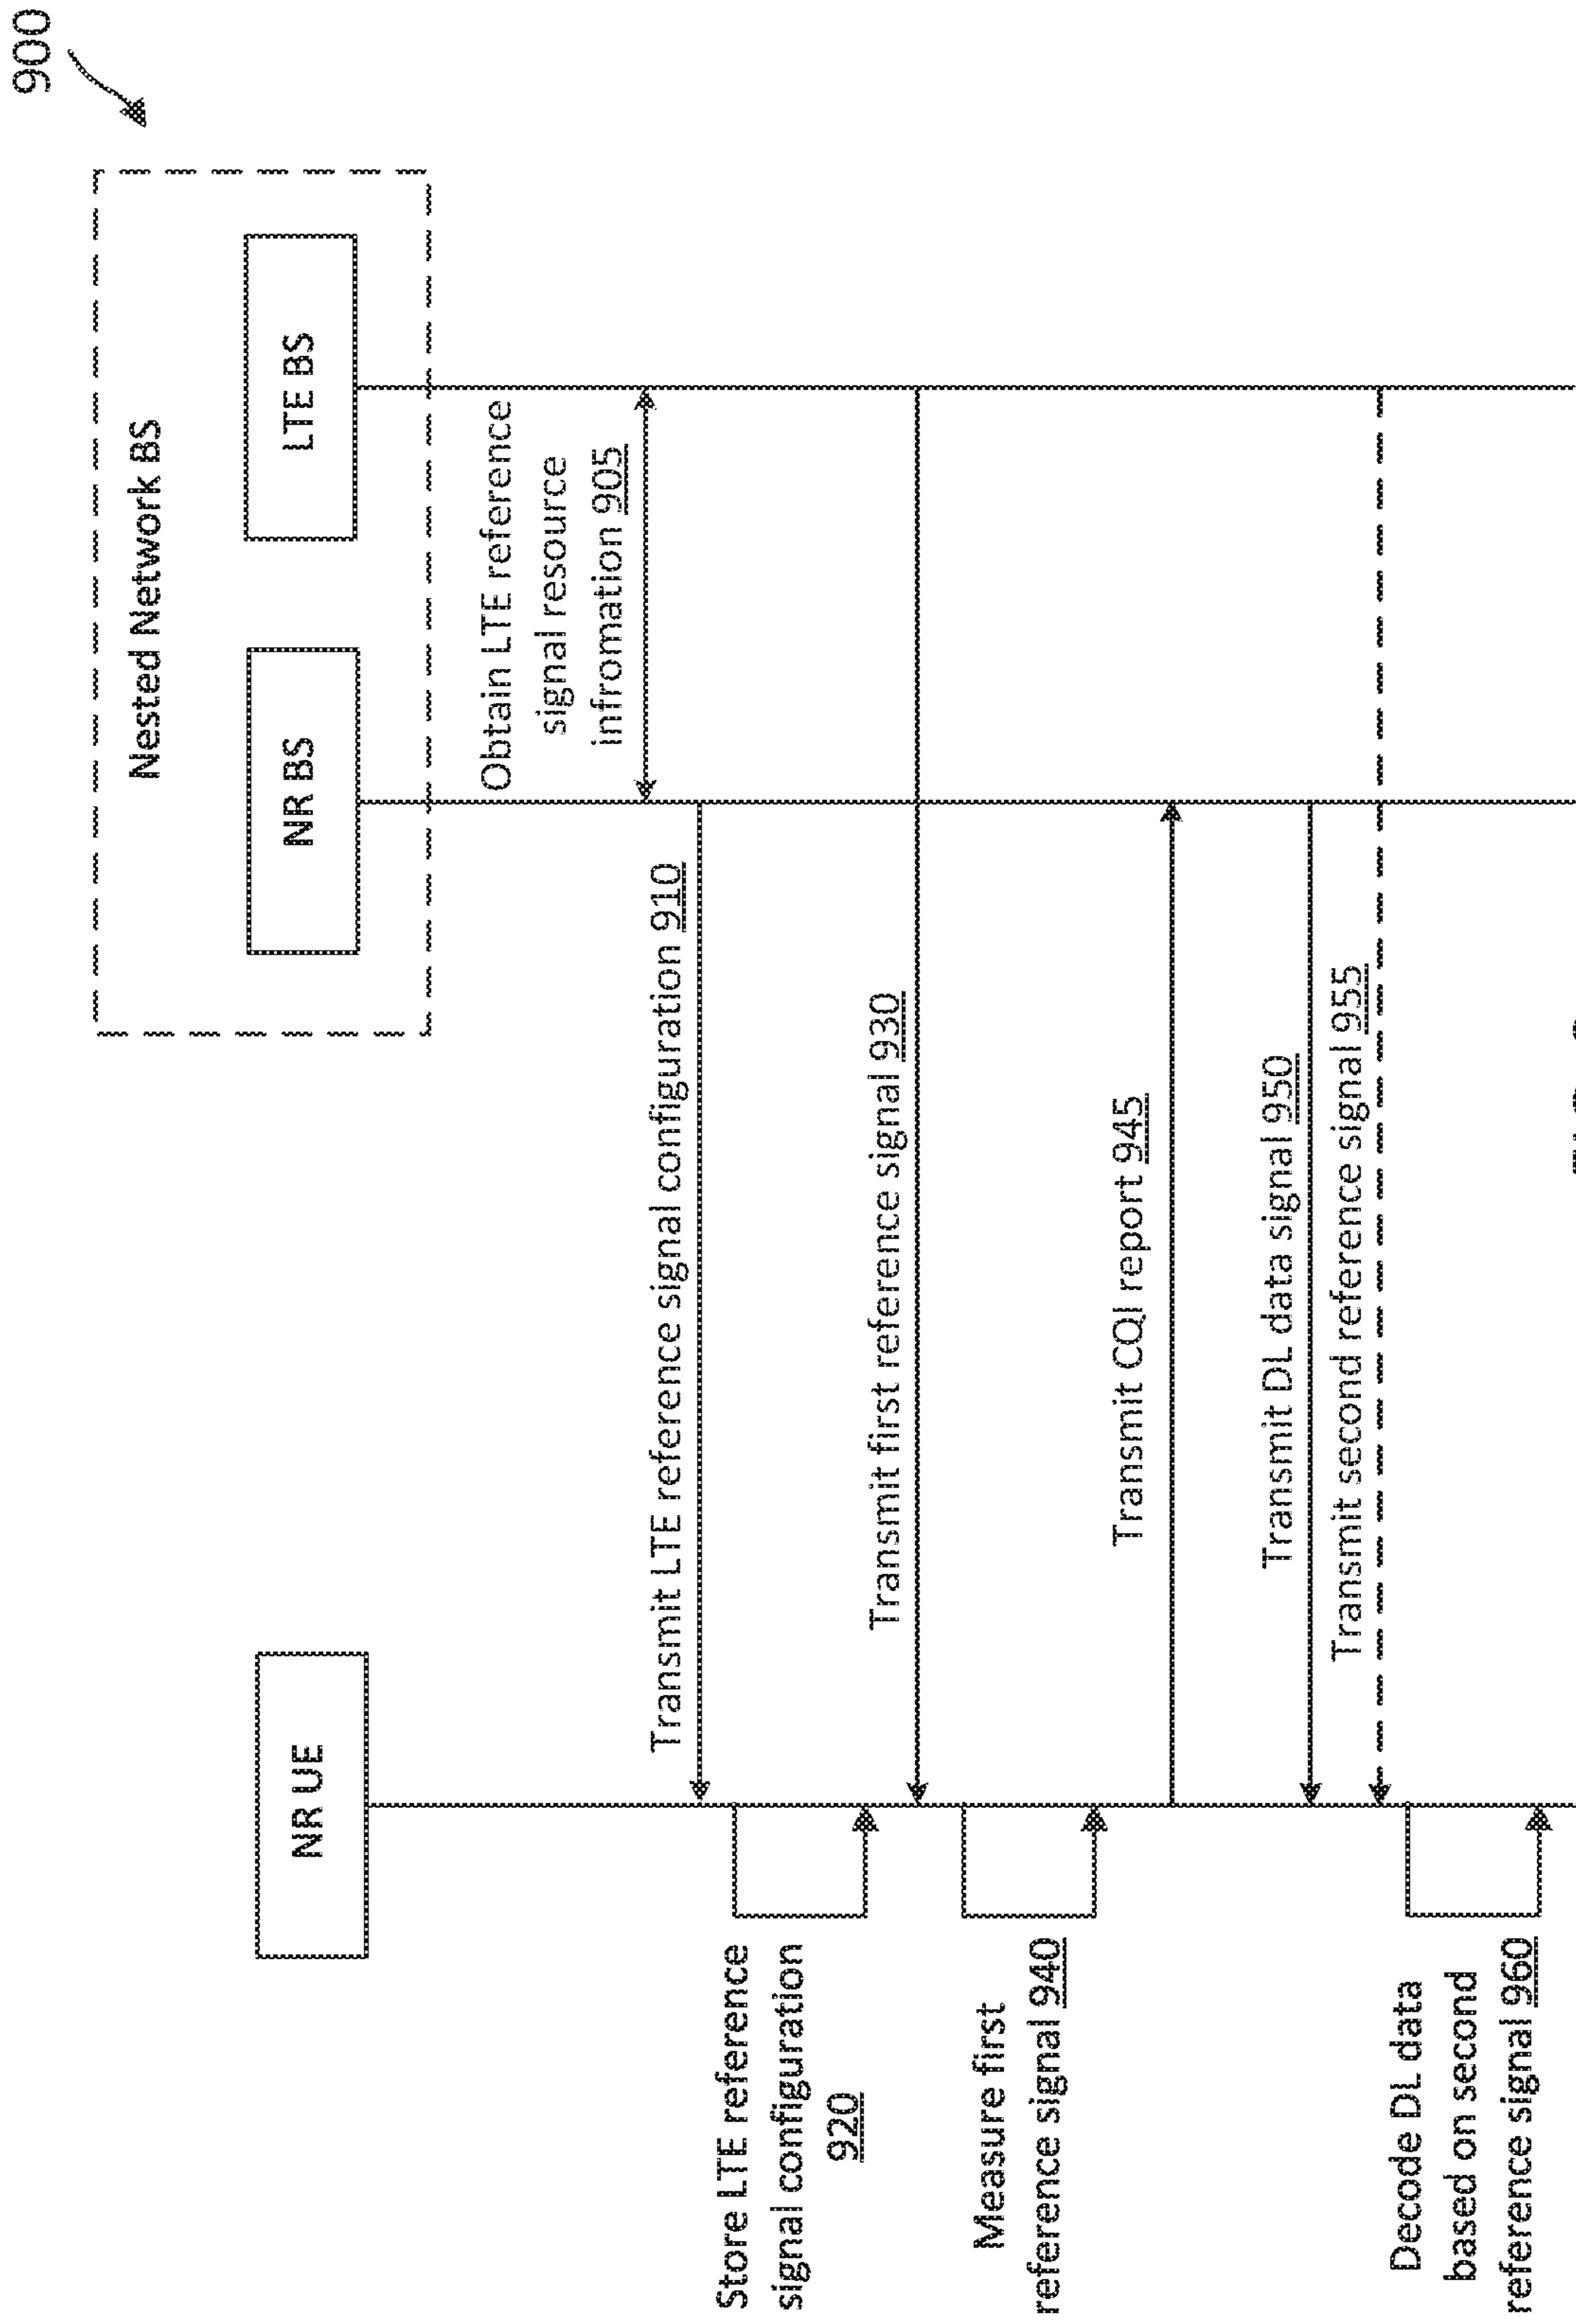 900
Nested Network BS
NR UE
NR BS
LTE BS
Obtain LTE reference
signal resource
infromation 905
Transmit LTE reference signal configuration 910
Store LTE reference
signal configuration
920
Transmit first reference signal 930
Measure first
reference signal 940
Transmit CQI report 945
Transmit DL data signal 950
Transmit second reference signal 955
Decode DL data
based on second
reference signal 960